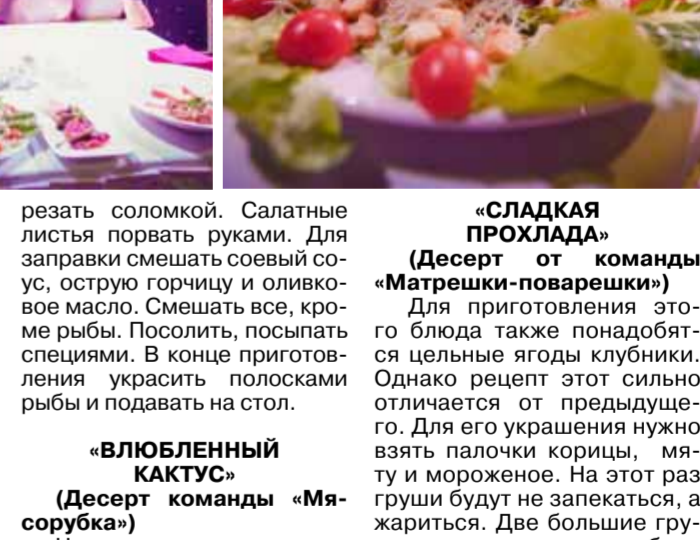 резать соломкой. Салатные
листья порвать руками. Для
заправки смешать соевый со-
ус, острую горчицу и оливко-
вое масло. Смешать все, кро-
ме рыбы. Посолить, посыпать
специями. В конце приготов-
ления украсить полосками
рыбы и подавать на стол.
«ВЛЮБЛЕННЫЙ
КАКТУС»
(Десерт команды «Мя-
сорубка»)
«СЛАДКАЯ
ПРОХЛАДА»
(Десерт от команды
«Матрешки-поварешки»)
Для приготовления это-
го блюда также понадобят-
ся цельные ягоды клубники.
Однако рецепт этот сильно
отличается от предыдуще-
го. Для его украшения нужно
взять палочки корицы, мя-
ту и мороженое. На этот раз
груши будут не запекаться, а
жариться. Две большие гру-